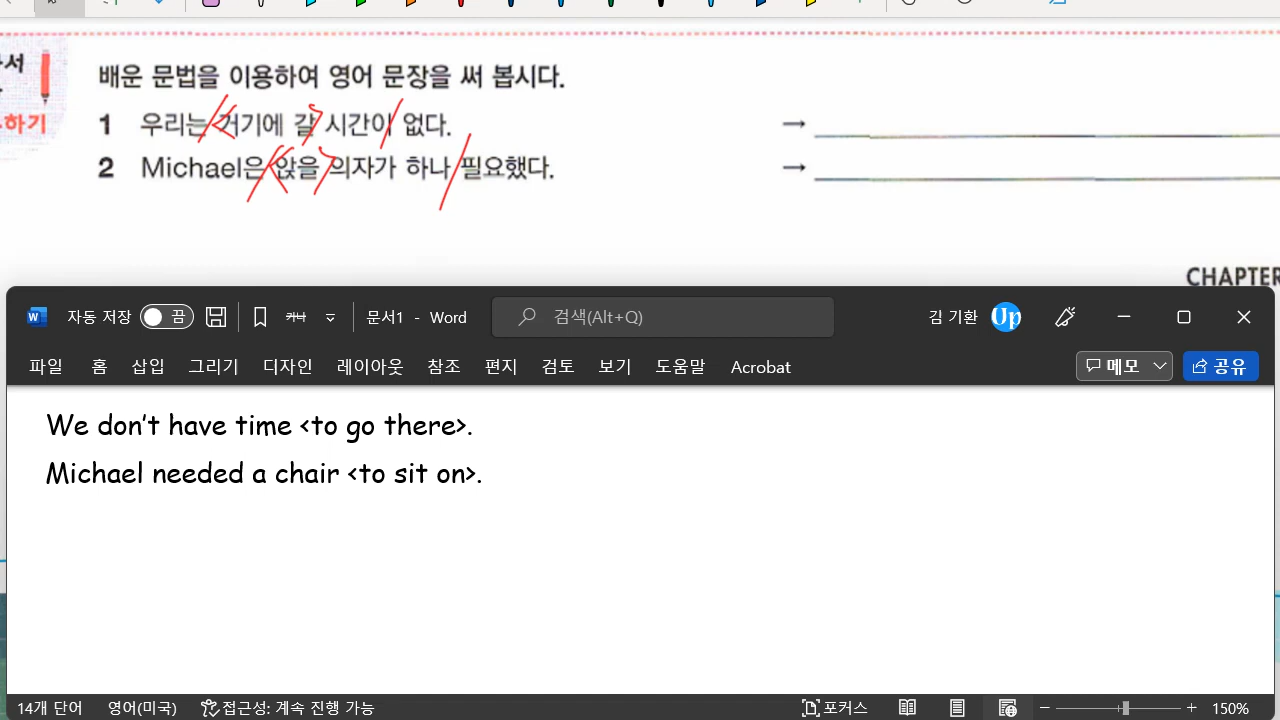 서
배운 문법을 이용하여 영어 문장을 써 봅시다.
하기
1 우리는 거기에 갈 시간이 없다. →
2 Michael은 앉을 의자가 하나 필요했다. →
CHAPTER
자동 저장 끔 가나 문서1 - Word 검색(Alt+Q) 김 기환 Up
파일 홈 삽입 그리기 디자인 레이아웃 참조 편지 검토 보기 도움말 Acrobat 메모 공유
We don't have time <to go there>.
Michael needed a chair <to sit on>.
14개 단어 영어(미국) 접근성: 계속 진행 가능 포커스 150%